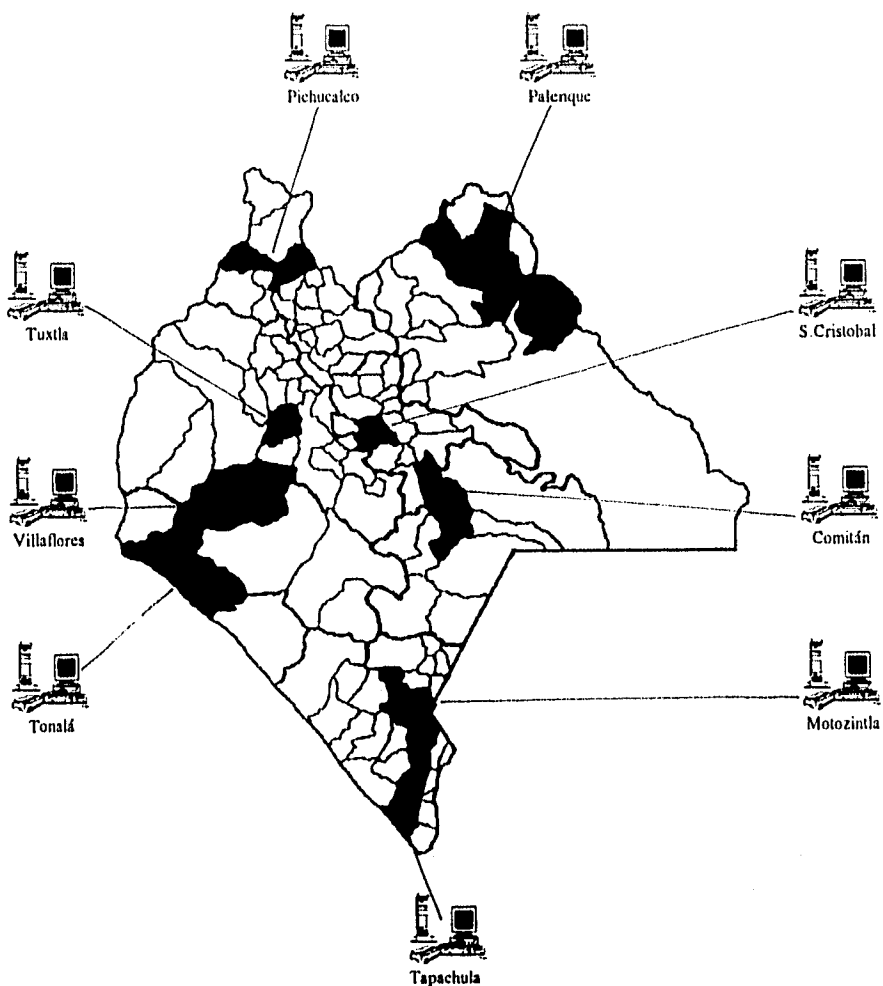 Pichucalco
Palenque
Tuxtla
S.Cristobal
Villaflores
Comitán
Tonalá
Motozintla
Tapachula